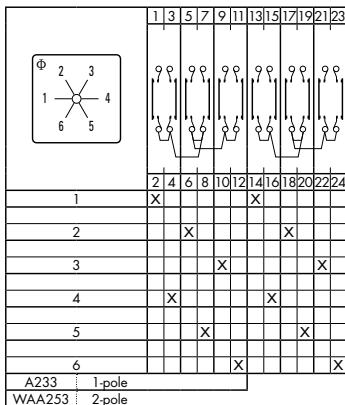 1 3 5 7 9 11 13 15 17 19 21 23
Φ
2 3
1 4
6 5
2 4 6 8 10 12 14 16 18 20 22 24
1 X X
2 X X
3 X X
4 X X
5 X X
6 X X
A233 1-pole
WAA253 2-pole